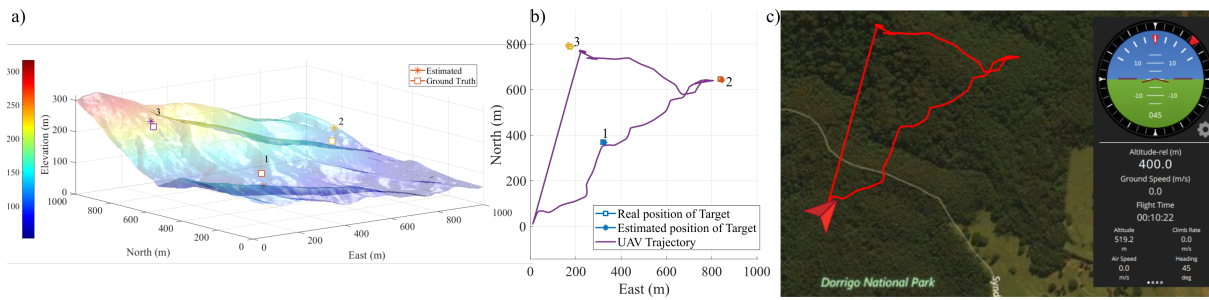 a)
300
250
200
150
100
Elevation (m)
300
200
100
0
1000
800
600
400
200
0
North (m)
0
200
400
600
800
1000
East (m)
Estimated
Ground Truth
3
2
1
b)
North (m)
800
600
400
200
0
0
200
400
600
800
1000
East (m)
3
2
1
Real position of Target
Estimated position of Target
UAV Trajectory
c)
Dorrigo National Park
Synd
10
10
-10
-10
045
Altitude-rel (m)
400.0
Ground Speed (m/s)
0.0
Flight Time
00:10:22
Altitude Climb Rate
519.2 0.0
m m/s
Air Speed Heading
0.0 45
m/s deg